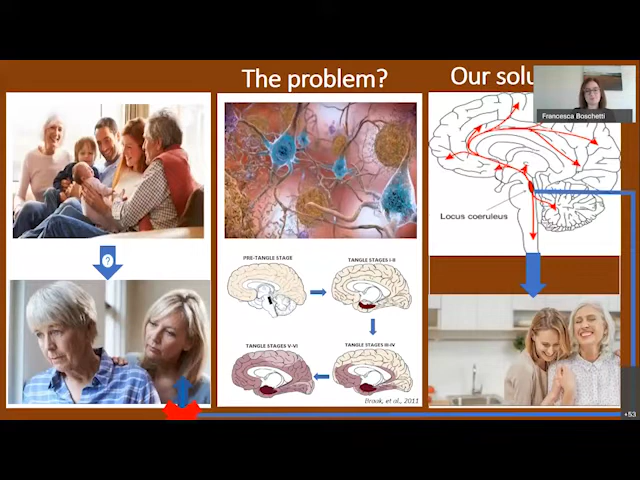 The problem?
Our solu
Francesca Boschetti
?
Locus coeruleus
PRE-TANGLE STAGE
TANGLE STAGES I-II
TANGLE STAGES V-VI
TANGLE STAGES III-IV
Braak, et al., 2011
+53